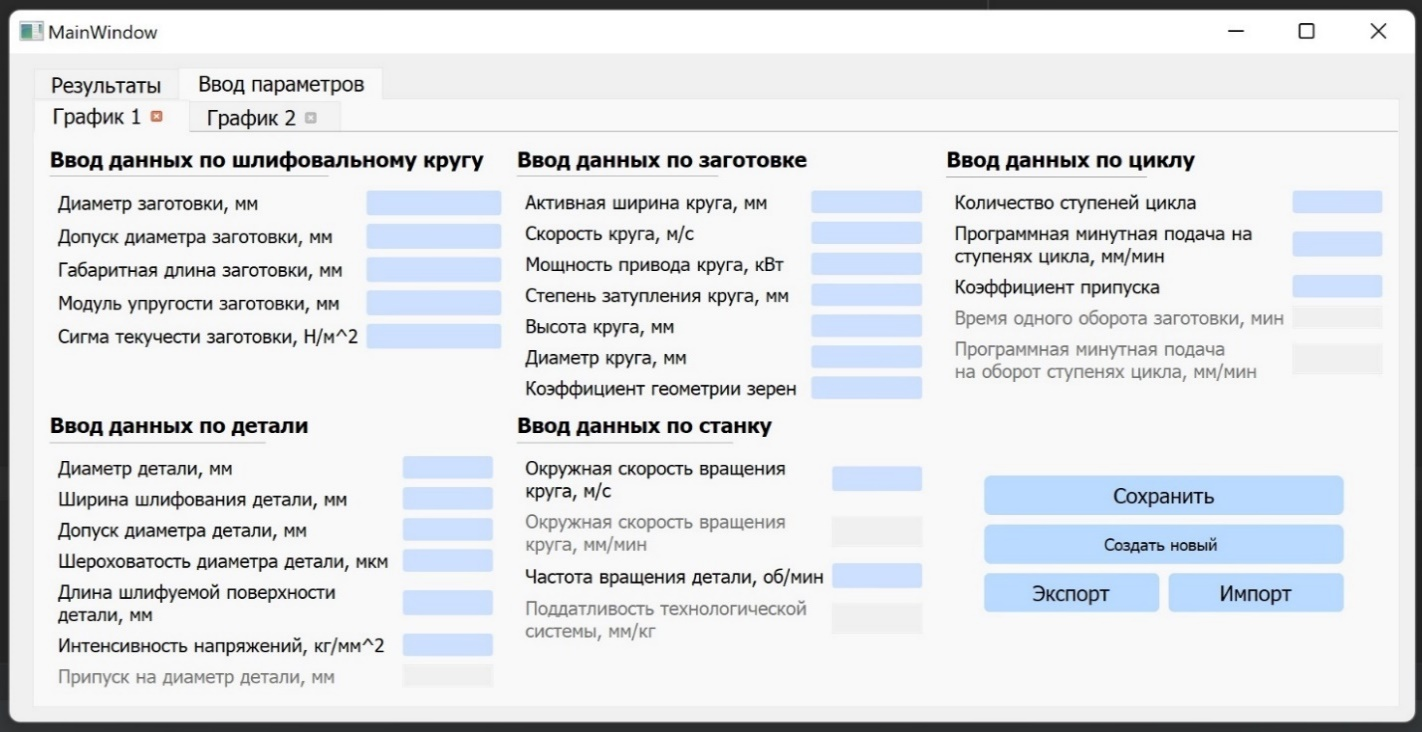 MainWindow
Результаты
Ввод параметров
График 1
График 2
Ввод данных по шлифовальному кругу
Диаметр заготовки, мм
Допуск диаметра заготовки, мм
Габаритная длина заготовки, мм
Модуль упругости заготовки, мм
Сигма текучести заготовки, Н/м^2
Ввод данных по заготовке
Активная ширина круга, мм
Скорость круга, м/с
Мощность привода круга, кВт
Степень затупления круга, мм
Высота круга, мм
Диаметр круга, мм
Коэффициент геометрии зерен
Ввод данных по циклу
Количество ступеней цикла
Программная минутная подача на
ступенях цикла, мм/мин
Коэффициент припуска
Время одного оборота заготовки, мин
Программная минутная подача
на оборот ступенях цикла, мм/мин
Ввод данных по детали
Диаметр детали, мм
Ширина шлифования детали, мм
Допуск диаметра детали, мм
Шероховатость диаметра детали, мкм
Длина шлифуемой поверхности
детали, мм
Интенсивность напряжений, кг/мм^2
Припуск на диаметр детали, мм
Ввод данных по станку
Окружная скорость вращения
круга, м/с
Окружная скорость вращения
круга, мм/мин
Частота вращения детали, об/мин
Поддатливость технологической
системы, мм/кг
Сохранить
Создать новый
Экспорт
Импорт